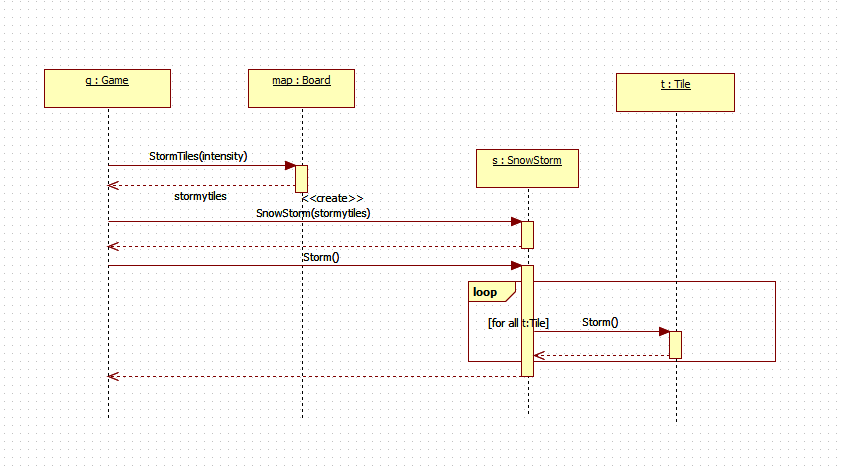 g : Game
map : Board
t : Tile
StormTiles(intensity)
s : SnowStorm
stormytiles
<<create>>
SnowStorm(stormytiles)
Storm()
loop
[for all t:Tile]
Storm()